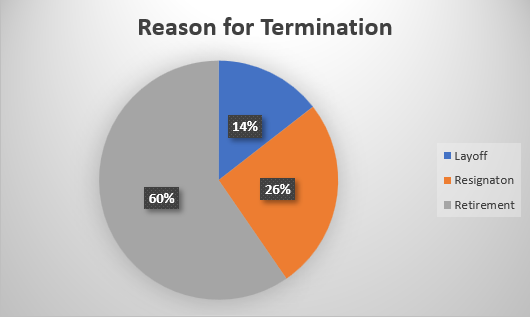 Reason for Termination
14%
26%
60%
Layoff
Resignaton
Retirement